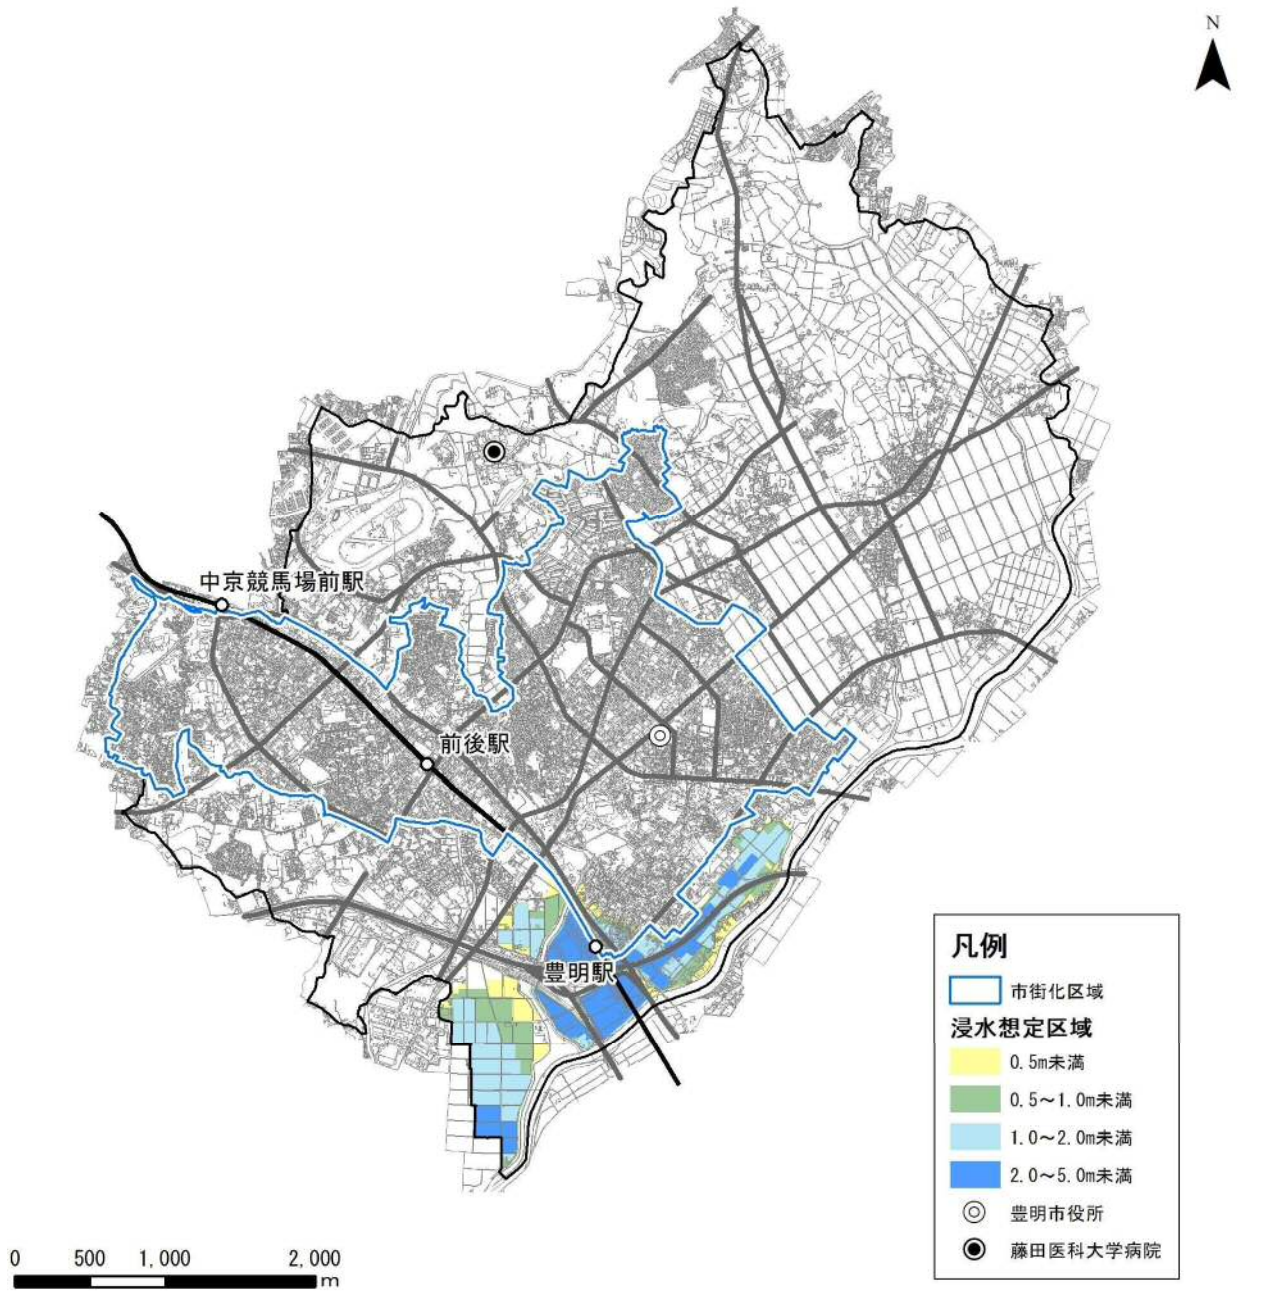 N
中京競馬場前駅
前後駅
豊明駅
凡例
市街化区域
浸水想定区域
0.5m未満
0.5～1.0m未満
1.0～2.0m未満
2.0～5.0m未満
豊明市役所
藤田医科大学病院
0 500 1,000 2,000
m